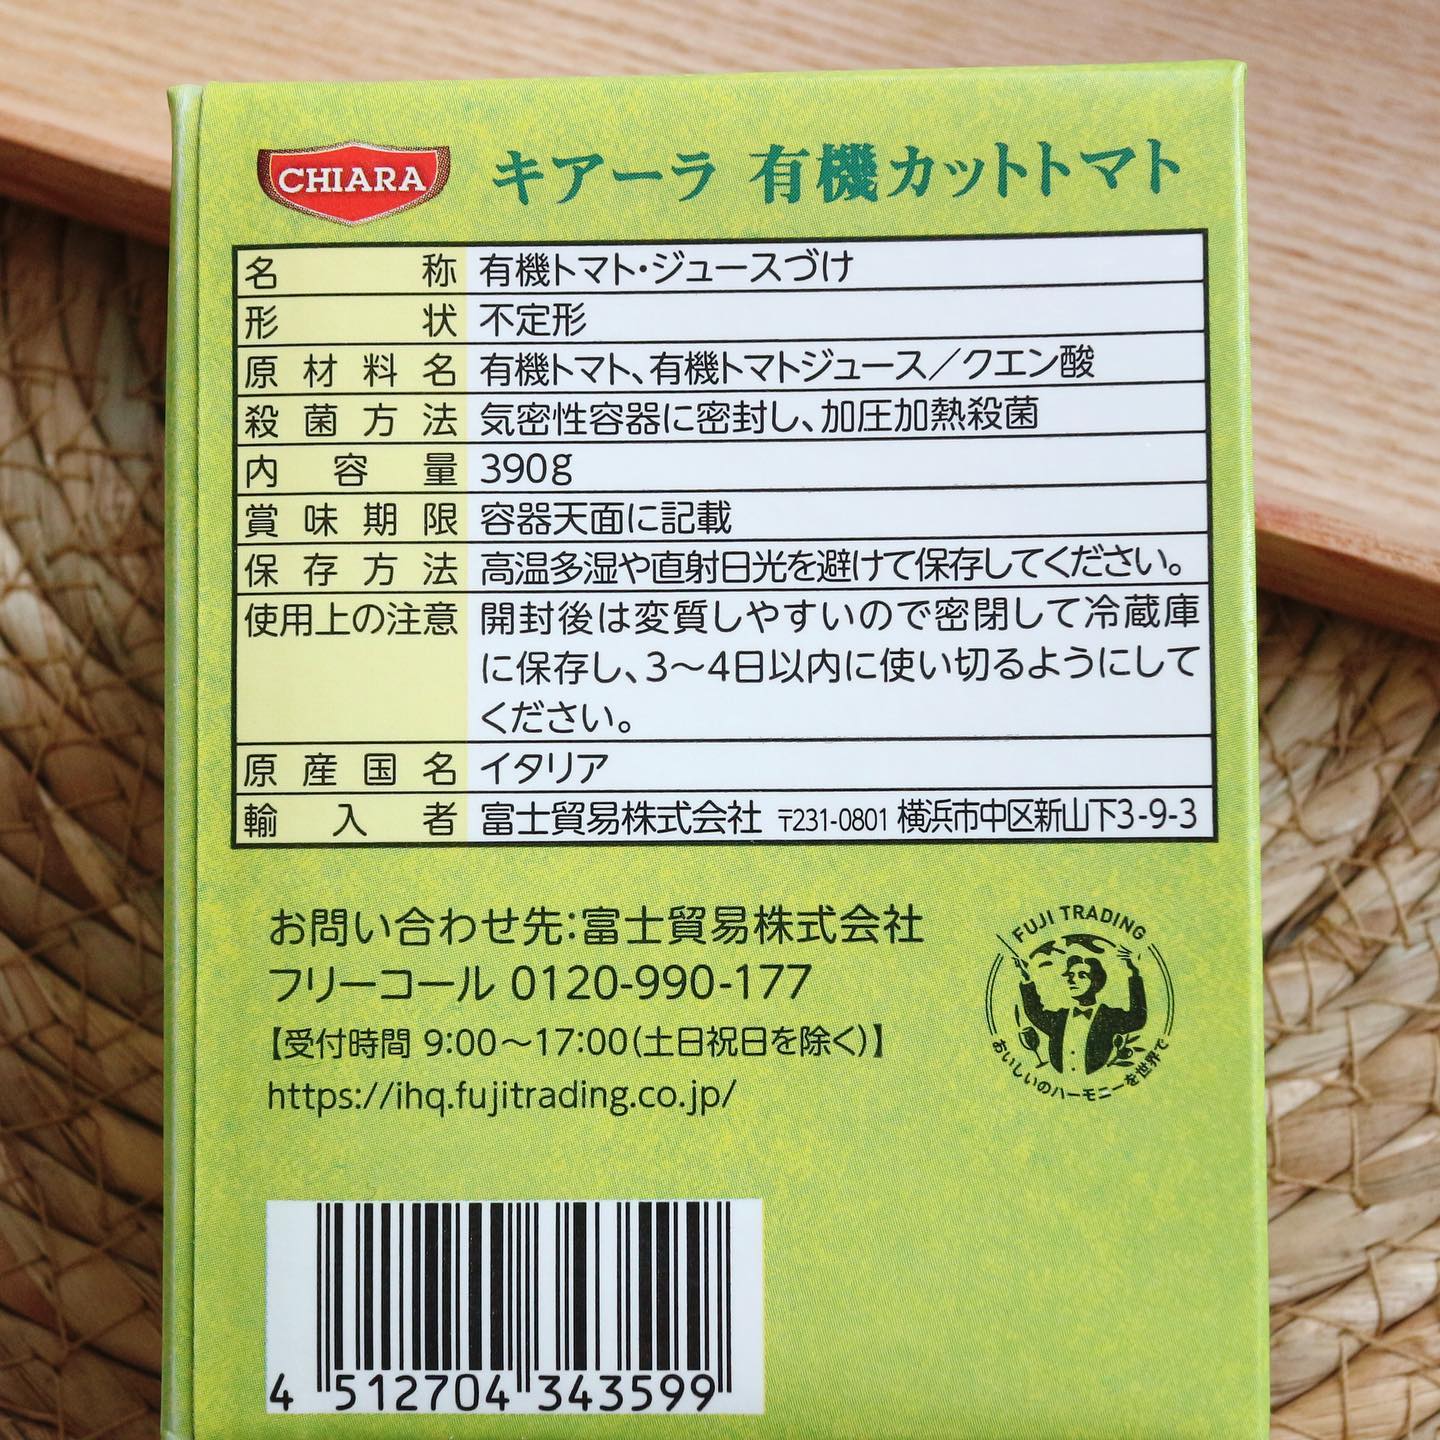 CHIARA キアーラ 有機カットトマト
名称 有機トマト・ジュースづけ
形状 不定形
原材料名 有機トマト、有機トマトジュース／クエン酸
殺菌方法 気密性容器に密封し、加圧加熱殺菌
内容量 390g
賞味期限 容器天面に記載
保存方法 高温多湿や直射日光を避けて保存してください。
使用上の注意 開封後は変質しやすいので密閉して冷蔵庫
に保存し、3〜4日以内に使い切るようにして
ください。
原産国名 イタリア
輸入者 富士貿易株式会社 〒231-0801 横浜市中区新山下3-9-3
お問い合わせ先：富士貿易株式会社
フリーコール 0120-990-177
【受付時間 9:00〜17:00(土日祝日を除く)】
https://ihq.fujitrading.co.jp/
FUJI TRADING
おいしいのハーモニーを世界で
4 512704 343599